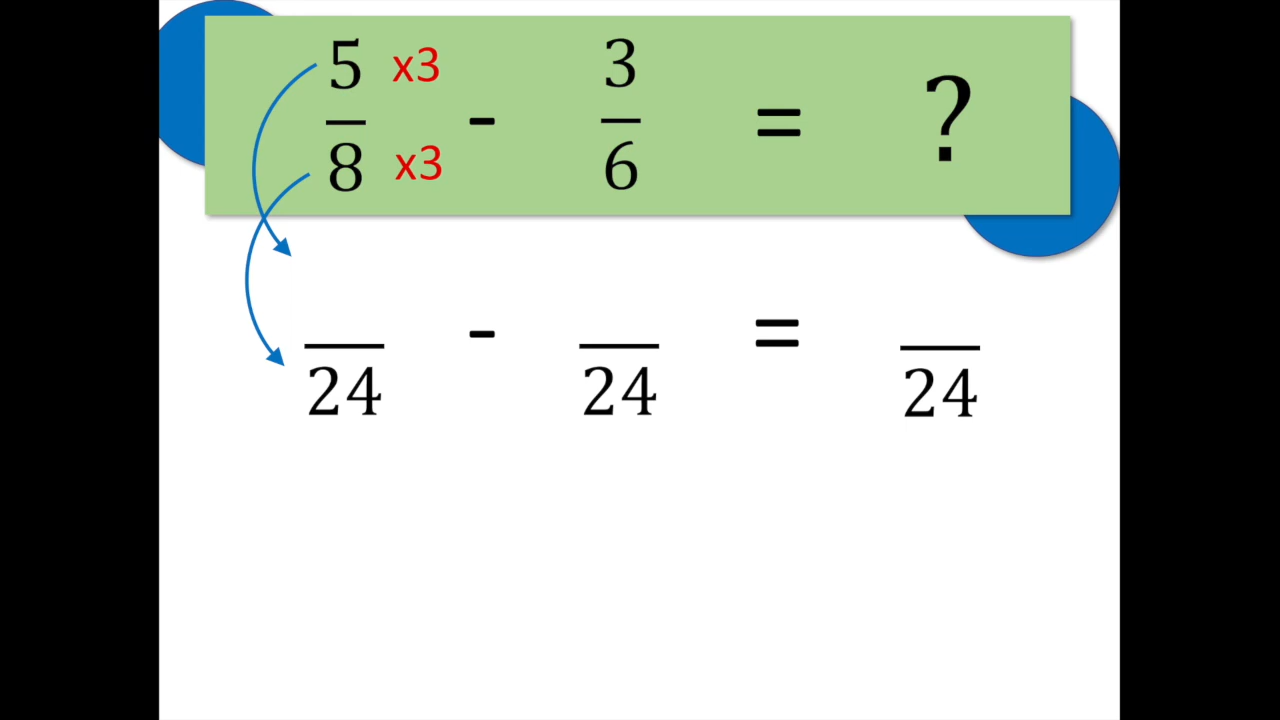 5 x3 3
- = ?
8 x3 6
- =
24 24 24